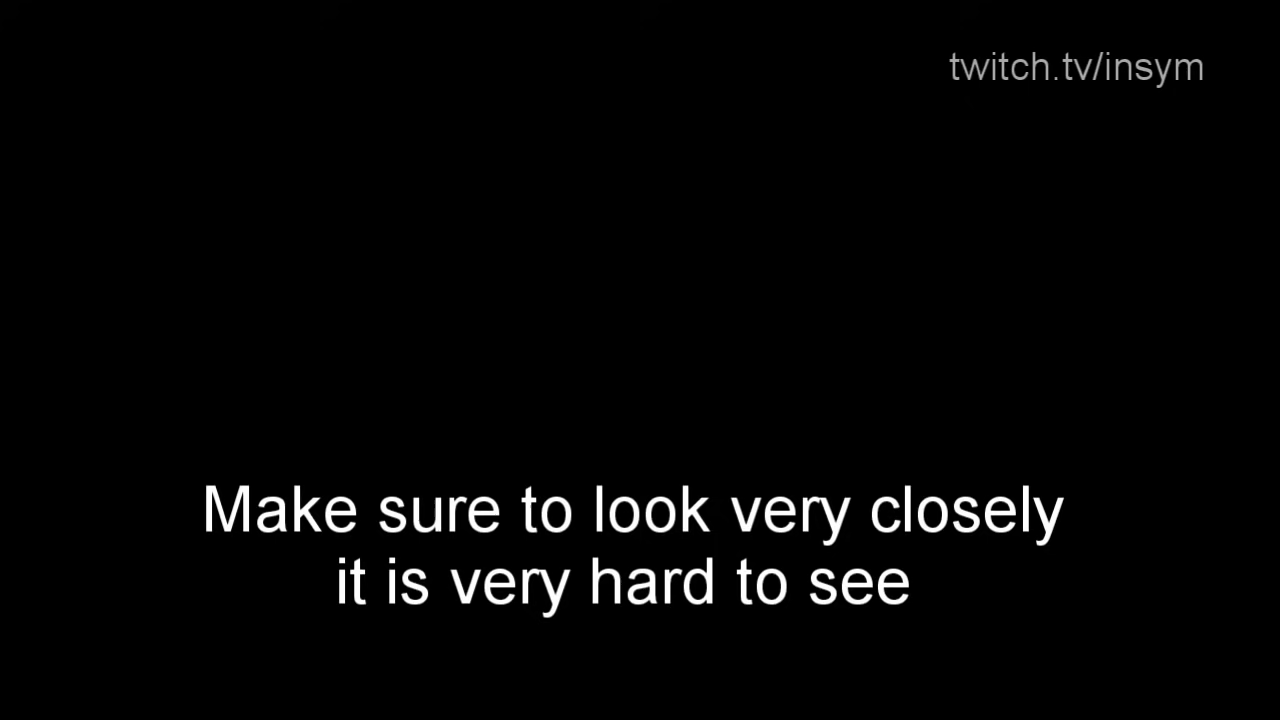 twitch.tv/insym
Make sure to look very closely
it is very hard to see